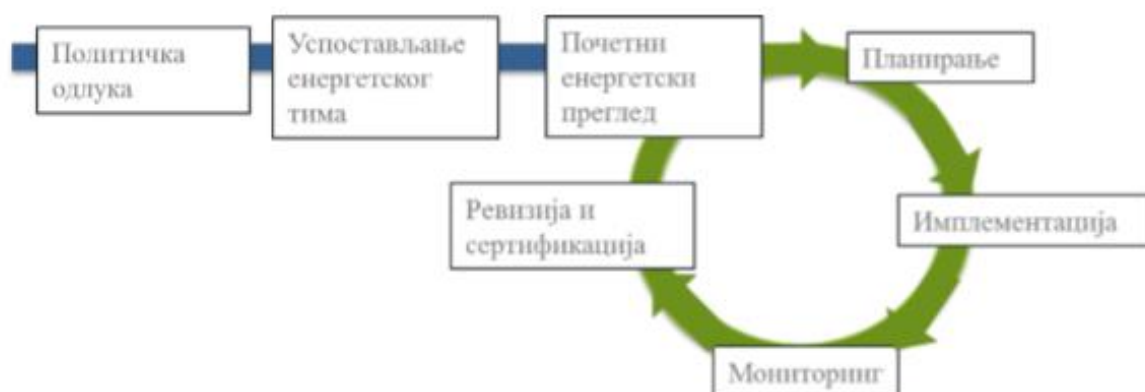 Политичка
одлука
Успостављање
енергетског
тима
Почетни
енергетски
преглед
Планирање
Имплементација
Мониторинг
Ревизија и
сертификација